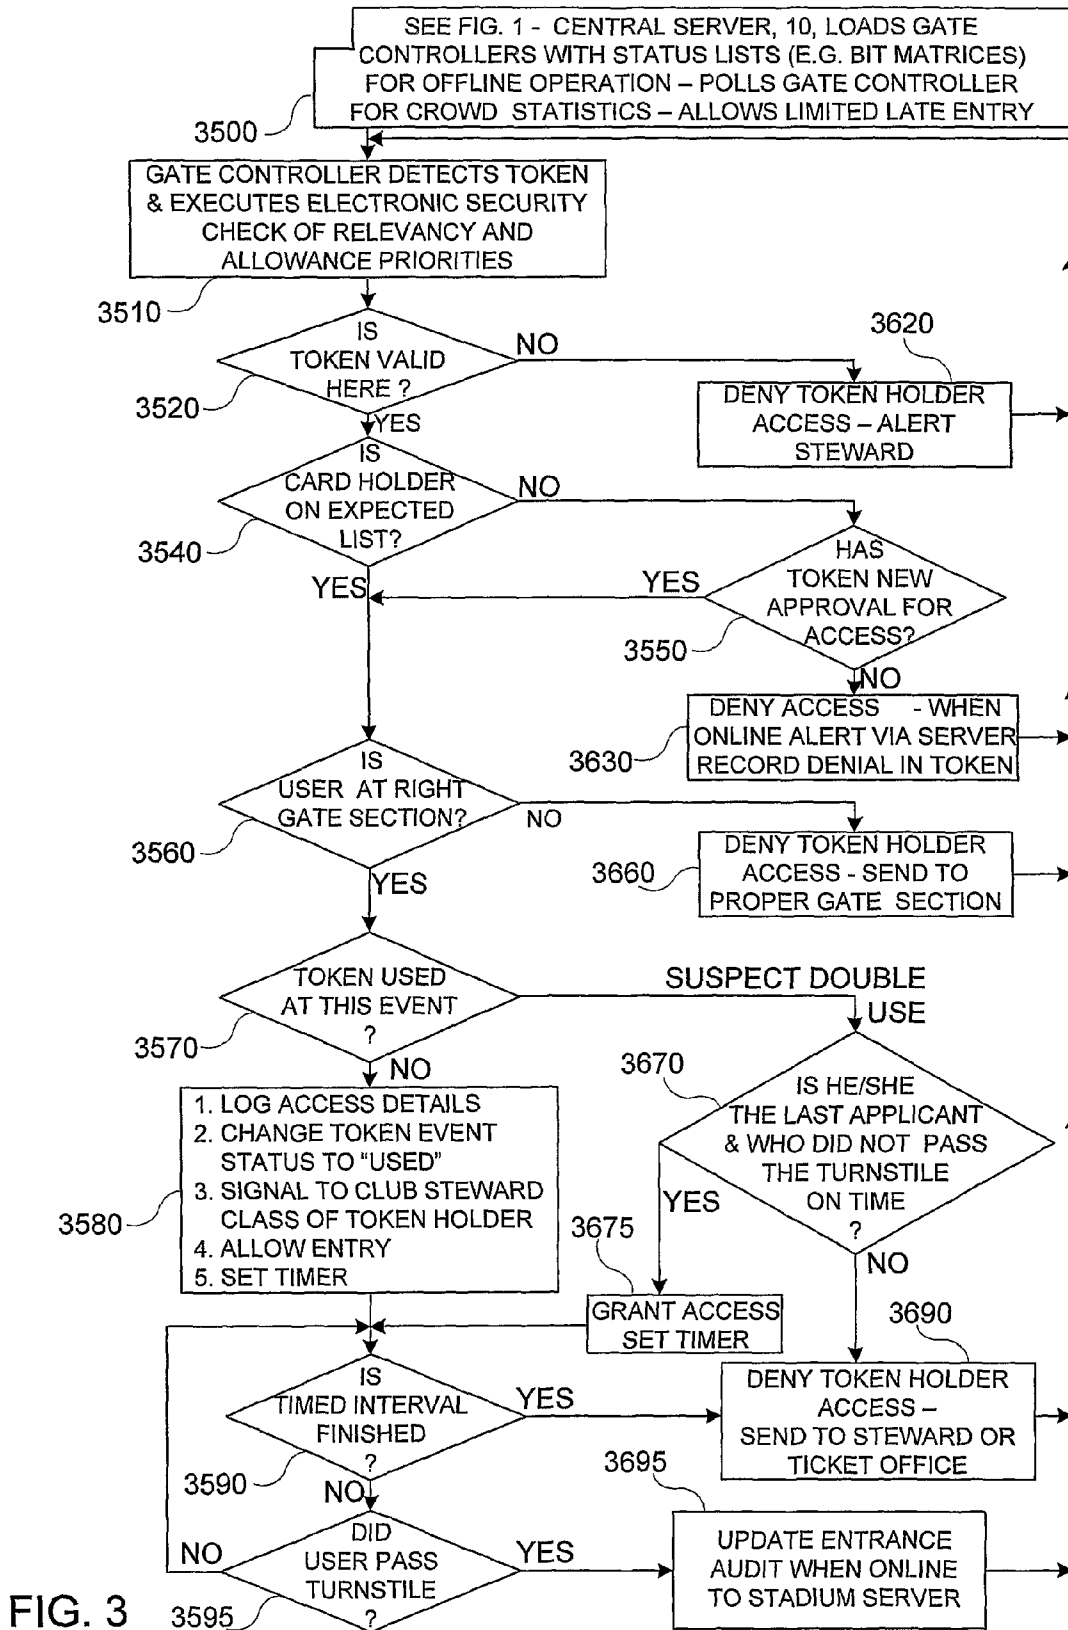 SEE FIG. 1 - CENTRAL SERVER, 10, LOADS GATE
CONTROLLERS WITH STATUS LISTS (E.G. BIT MATRICES)
FOR OFFLINE OPERATION – POLLS GATE CONTROLLER
FOR CROWD STATISTICS – ALLOWS LIMITED LATE ENTRY
3500
GATE CONTROLLER DETECTS TOKEN
& EXECUTES ELECTRONIC SECURITY
CHECK OF RELEVANCY AND
ALLOWANCE PRIORITIES
3510
IS
TOKEN VALID
HERE ?
3520
NO
YES
3620
DENY TOKEN HOLDER
ACCESS – ALERT
STEWARD
IS
CARD HOLDER
ON EXPECTED
LIST?
3540
NO
YES
HAS
TOKEN NEW
APPROVAL FOR
ACCESS?
3550
YES
NO
DENY ACCESS - WHEN
ONLINE ALERT VIA SERVER
RECORD DENIAL IN TOKEN
3630
IS
USER AT RIGHT
GATE SECTION?
3560
NO
YES
DENY TOKEN HOLDER
ACCESS - SEND TO
PROPER GATE SECTION
3660
TOKEN USED
AT THIS EVENT
?
3570
SUSPECT DOUBLE
USE
NO
3670
IS HE/SHE
THE LAST APPLICANT
& WHO DID NOT PASS
THE TURNSTILE
ON TIME
?
YES
NO
1. LOG ACCESS DETAILS
2. CHANGE TOKEN EVENT
STATUS TO “USED”
3. SIGNAL TO CLUB STEWARD
CLASS OF TOKEN HOLDER
4. ALLOW ENTRY
5. SET TIMER
3580
3675
GRANT ACCESS
SET TIMER
3690
DENY TOKEN HOLDER
ACCESS –
SEND TO STEWARD OR
TICKET OFFICE
IS
TIMED INTERVAL
FINISHED
?
3590
YES
NO
3695
DID
USER PASS
TURNSTILE
?
3595
NO
YES
UPDATE ENTRANCE
AUDIT WHEN ONLINE
TO STADIUM SERVER
FIG. 3